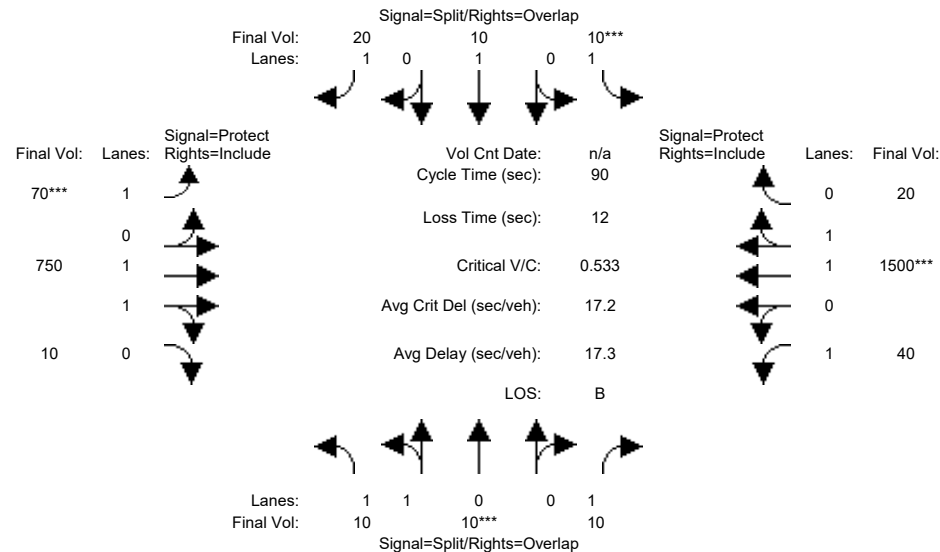 Signal=Split/Rights=Overlap
Final Vol: 20 10 10***
Lanes: 1 0 1 0 1
Signal=Protect Signal=Protect
Final Vol: Lanes: Rights=Include Vol Cnt Date: n/a Rights=Include Lanes: Final Vol:
Cycle Time (sec): 90
70*** 1 0 20
Loss Time (sec): 12
0 1
750 1 Critical V/C: 0.533 1 1500***
1 Avg Crit Del (sec/veh): 17.2 0
10 0 Avg Delay (sec/veh): 17.3 1 40
LOS: B
Lanes: 1 1 0 0 1
Final Vol: 10 10*** 10
Signal=Split/Rights=Overlap